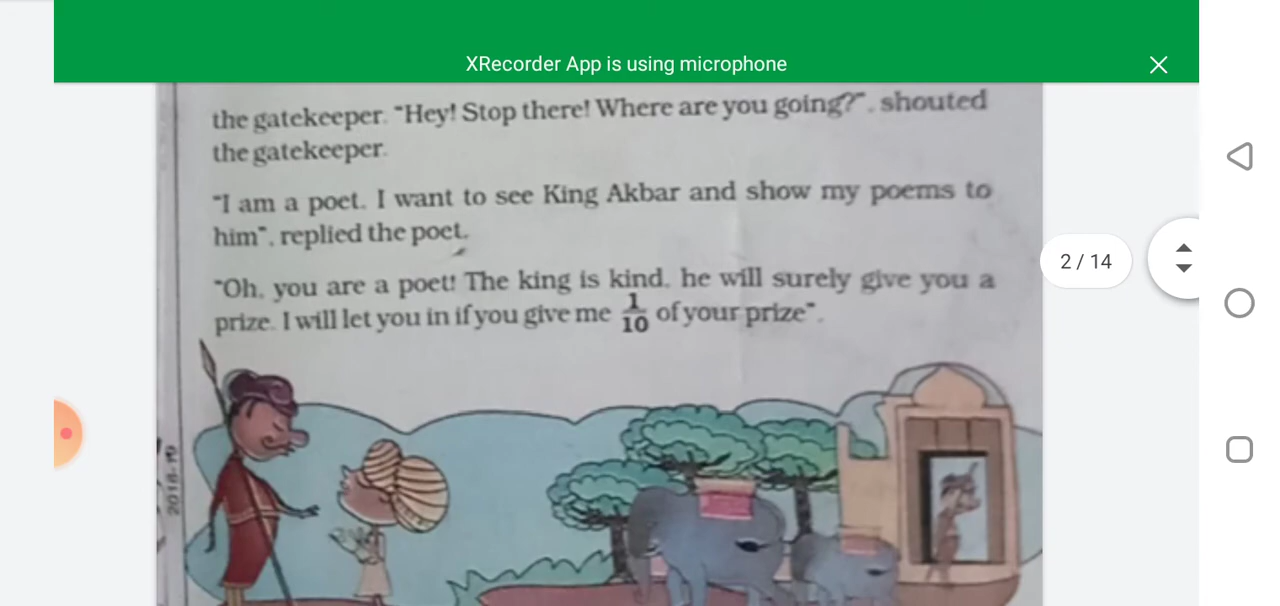 XRecorder App is using microphone
the gatekeeper. "Hey! Stop there! Where are you going?", shouted
the gatekeeper.
"I am a poet. I want to see King Akbar and show my poems to
him", replied the poet.
2 / 14
"Oh, you are a poet! The king is kind, he will surely give you a
prize. I will let you in if you give me 1/10 of your prize".
2018-19